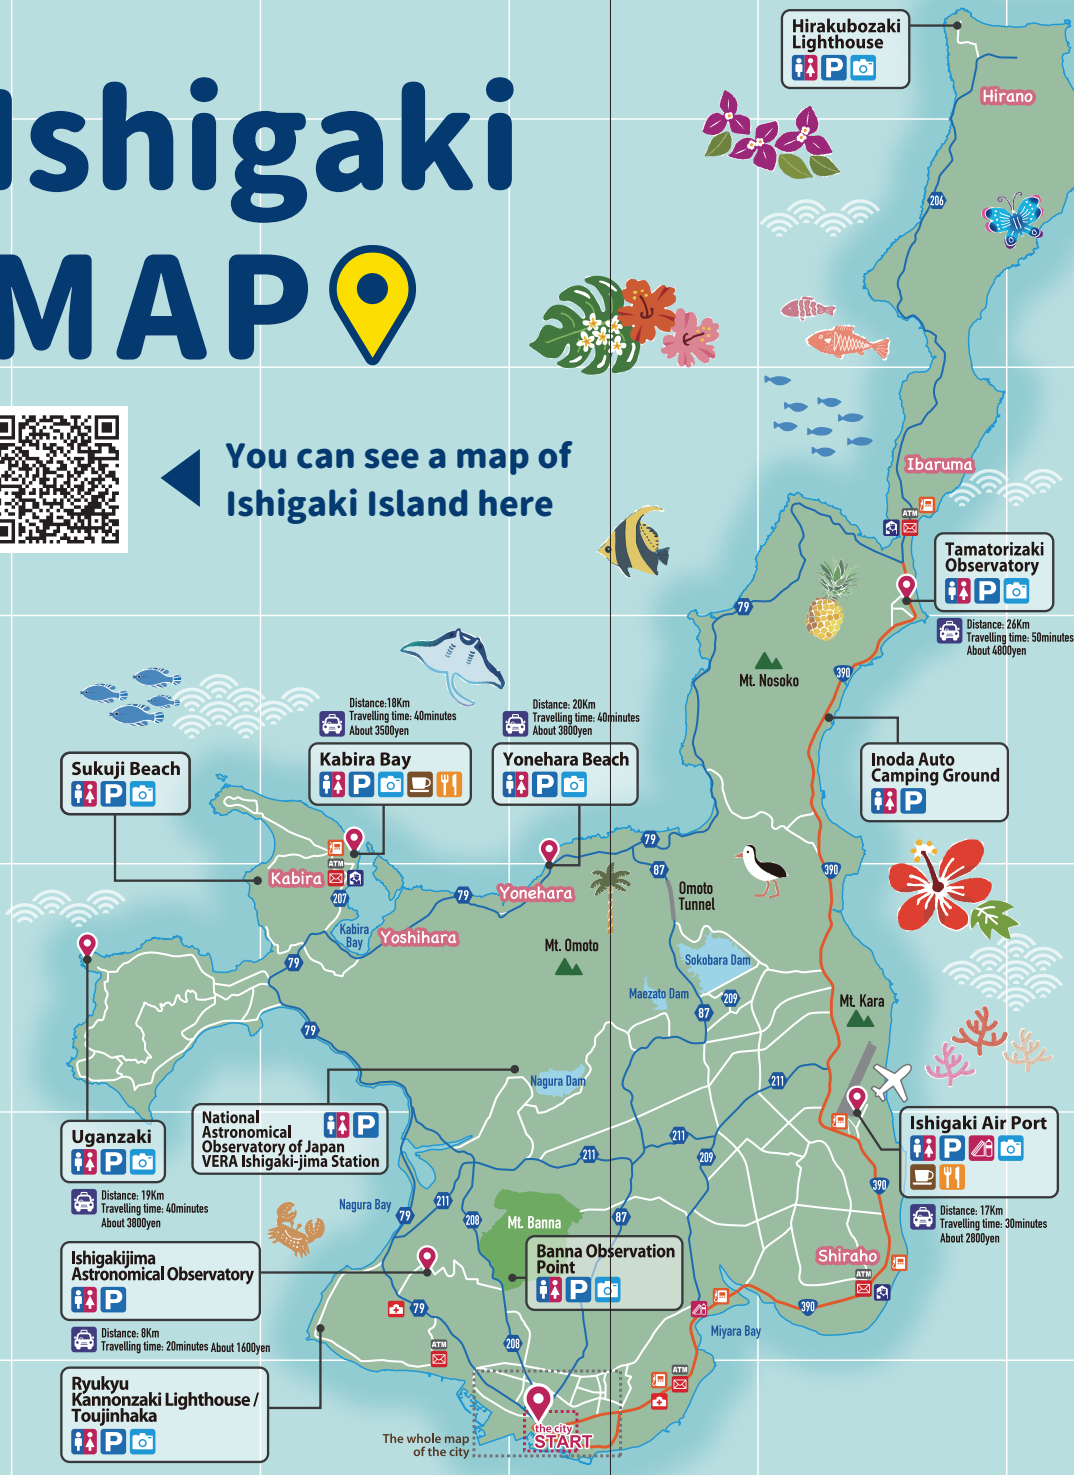 Ishigaki
MAP
You can see a map of
Ishigaki Island here
Hirakubozaki
Lighthouse
P
Hirano
206
Ibaruma
ATM
Tamatorizaki
Observatory
P
Distance: 26Km
Travelling time: 50minutes
About 4800yen
79
Mt. Nosoko
390
Inoda Auto
Camping Ground
P
Distance:18Km
Travelling time: 40minutes
About 3500yen
Kabira Bay
P
Distance: 20Km
Travelling time: 40minutes
About 3800yen
Yonehara Beach
P
Sukuji Beach
P
ATM
Kabira
207
Kabira
Bay
79
Yoshihara
79
Yonehara
79
87
Omoto
Tunnel
390
Mt. Omoto
Sokobara Dam
Maezato Dam
209
87
Mt. Kara
79
Nagura Dam
211
National
Astronomical
Observatory of Japan
VERA Ishigaki-jima Station
P
Uganzaki
P
Distance: 19Km
Travelling time: 40minutes
About 3800yen
Ishigaki Air Port
P
Distance: 17Km
Travelling time: 30minutes
About 2800yen
211
211
209
390
Nagura Bay
79
211
208
Mt. Banna
87
Banna Observation
Point
P
Shiraho
ATM
390
Miyara Bay
Ishigakijima
Astronomical Observatory
P
Distance: 8Km
Travelling time: 20minutes About 1600yen
79
208
ATM
ATM
Ryukyu
Kannonzaki Lighthouse /
Toujinhaka
P
The whole map
of the city
the city
START